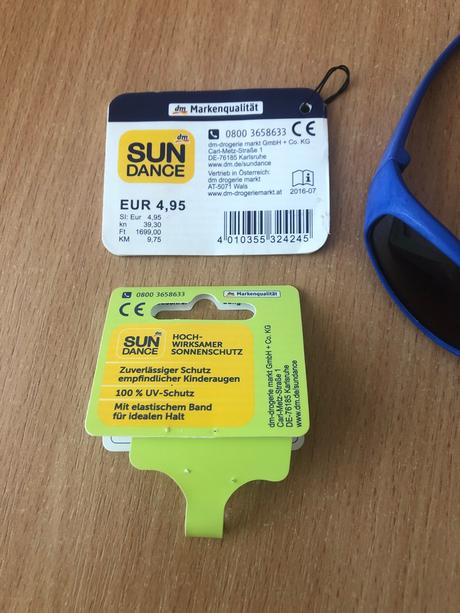 dm Markenqualität
SUN
dm
DANCE
0800 3658633 CE
dm-drogerie markt GmbH + Co. KG
Carl-Metz-Straße 1
DE-76185 Karlsruhe
www.dm.de/sundance
Vertrieb in Österreich:
dm drogerie markt
AT-5071 Wals
www.dm-drogeriemarkt.at
2016-07
EUR 4,95
SI: Eur 4,95
kn 39,30
Ft 1699,00
KM 9,75
4 010355 324245
0800 3658633
dm Markenqualität
CE
SUN
dm
DANCE
HOCH-
WIRKSAMER
SONNENSCHUTZ
Zuverlässiger Schutz
empfindlicher Kinderaugen
100 % UV-Schutz
Mit elastischem Band
für idealen Halt
dm-drogerie markt GmbH + Co. KG
Carl-Metz-Straße 1
DE-76185 Karlsruhe
www.dm.de/sundance